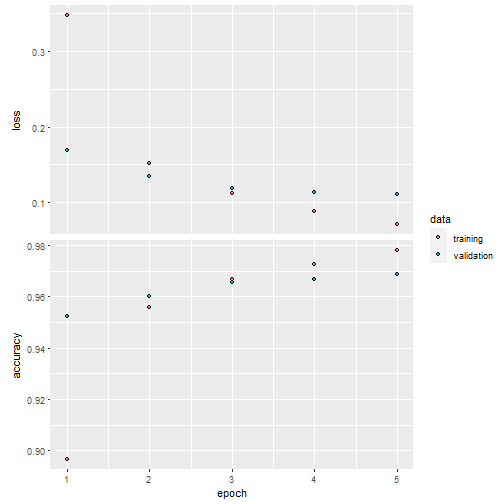 loss
0.3
0.2
0.1
accuracy
0.98
0.96
0.94
0.92
0.90
1 2 3 4 5
epoch
data
training
validation